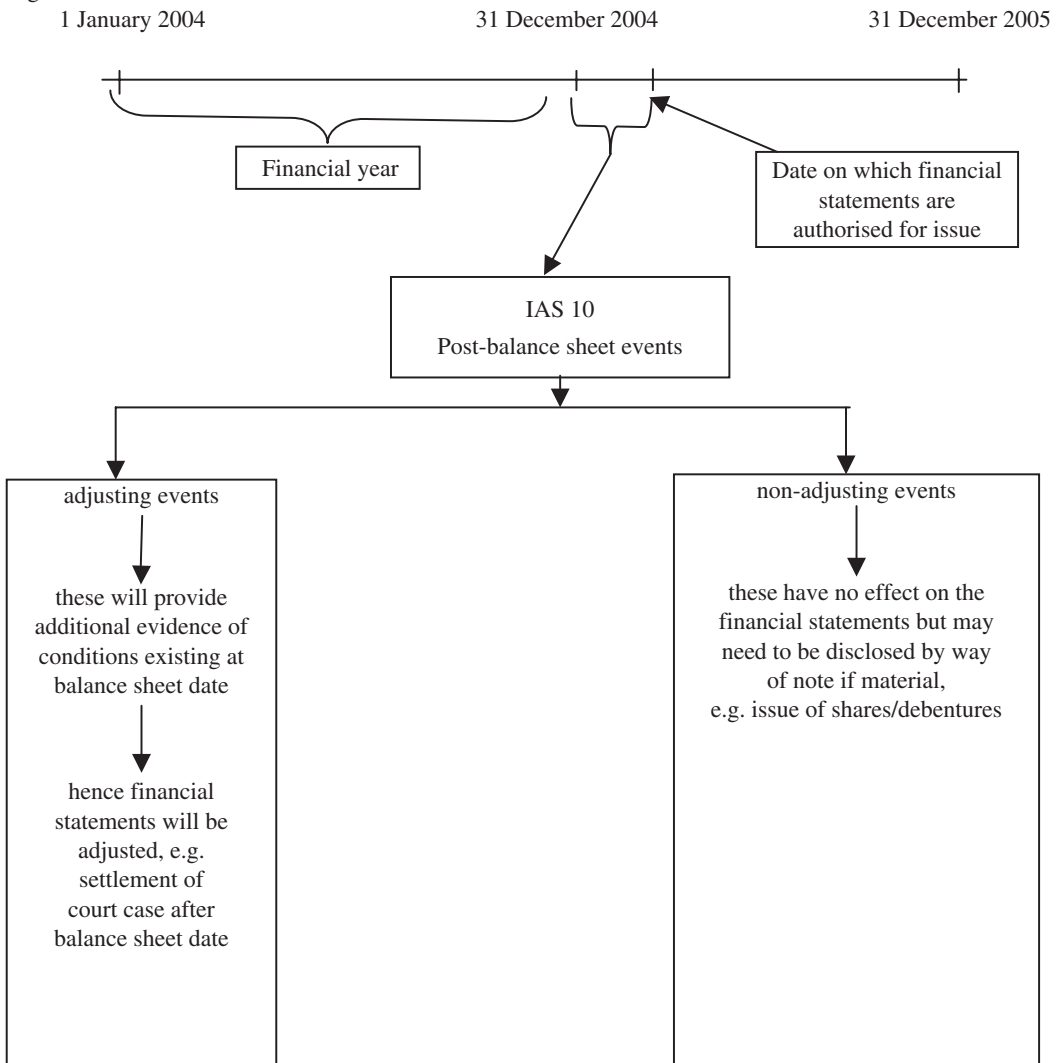 1 January 2004
31 December 2004
31 December 2005
Financial year
Date on which financial
statements are
authorised for issue
IAS 10
Post-balance sheet events
adjusting events
these will provide
additional evidence of
conditions existing at
balance sheet date
hence financial
statements will be
adjusted, e.g.
settlement of
court case after
balance sheet date
non-adjusting events
these have no effect on the
financial statements but may
need to be disclosed by way
of note if material,
e.g. issue of shares/debentures